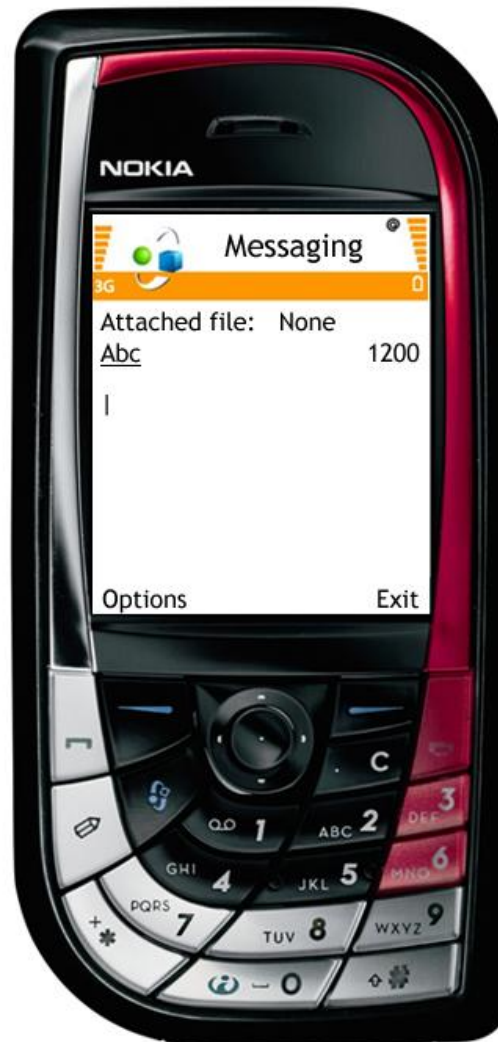 NOKIA
Messaging
3G
Attached file: None
Abc 1200
Options Exit
C
1 ABC 2 DEF 3
GHI 4 JKL 5 MNO 6
PQRS 7 TUV 8 WXYZ 9
+ * 0 #